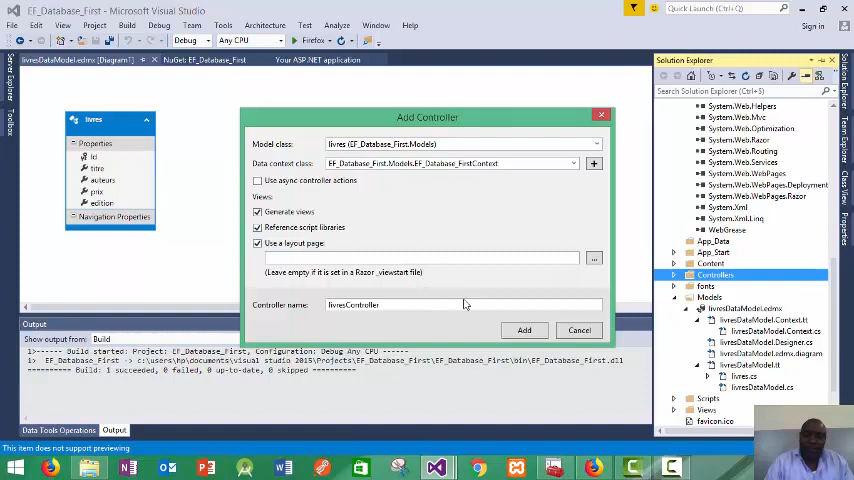 EF_Database_First - Microsoft Visual Studio
Quick Launch (Ctrl+Q)
File Edit View Project Build Debug Team Tools Architecture Test Analyze Window Help
Sign in
Debug Any CPU Firefox
livresDataModel.edmx [Diagram1] NuGet: EF_Database_First Your ASP.NET application
Server Explorer
Toolbox
livres
Properties
Id
titre
auteurs
prix
edition
Navigation Properties
Add Controller
Model class: livres (EF_Database_First.Models)
Data context class: EF_Database_First.Models.EF_Database_FirstContext
Use async controller actions
Views:
Generate views
Reference script libraries
Use a layout page:
...
(Leave empty if it is set in a Razor _viewstart file)
Controller name: livresController
Add Cancel
Output
Show output from: Build
1>------ Build started: Project: EF_Database_First, Configuration: Debug Any CPU ------
1> EF_Database_First -> c:\users\hp\documents\visual studio 2015\Projects\EF_Database_First\EF_Database_First\bin\EF_Database_First.dll
========== Build: 1 succeeded, 0 failed, 0 up-to-date, 0 skipped ==========
Data Tools Operations Output
This item does not support previewing
Solution Explorer
Search Solution Explorer (Ctrl+$)
System.Web.Helpers
System.Web.Mvc
System.Web.Optimization
System.Web.Razor
System.Web.Routing
System.Web.WebPages
System.Web.WebPages.Deployment
System.Web.WebPages.Razor
System.Xml
System.Xml.Linq
WebGrease
App_Data
App_Start
Content
Controllers
fonts
Models
livresDataModel.edmx
livresDataModel.Context.tt
livresDataModel.Context.cs
livresDataModel.Designer.cs
livresDataModel.edmx.diagram
livresDataModel.tt
livres.cs
livresDataModel.cs
Scripts
Views
favicon.ico
Solution Explorer
Team Explorer
Class View
Properties